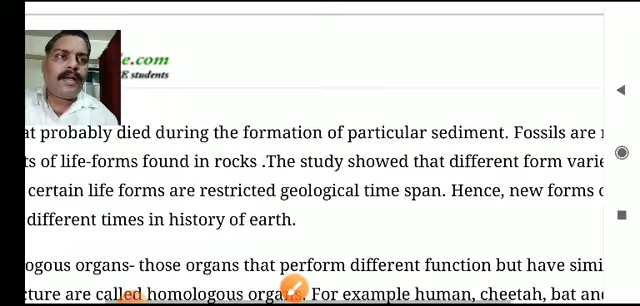 e.com
E students
at probably died during the formation of particular sediment. Fossils are
ts of life-forms found in rocks .The study showed that different form varie
certain life forms are restricted geological time span. Hence, new forms
different times in history of earth.
ogous organs- those organs that perform different function but have simi
cture are called homologous organs. For example human, cheetah, bat and